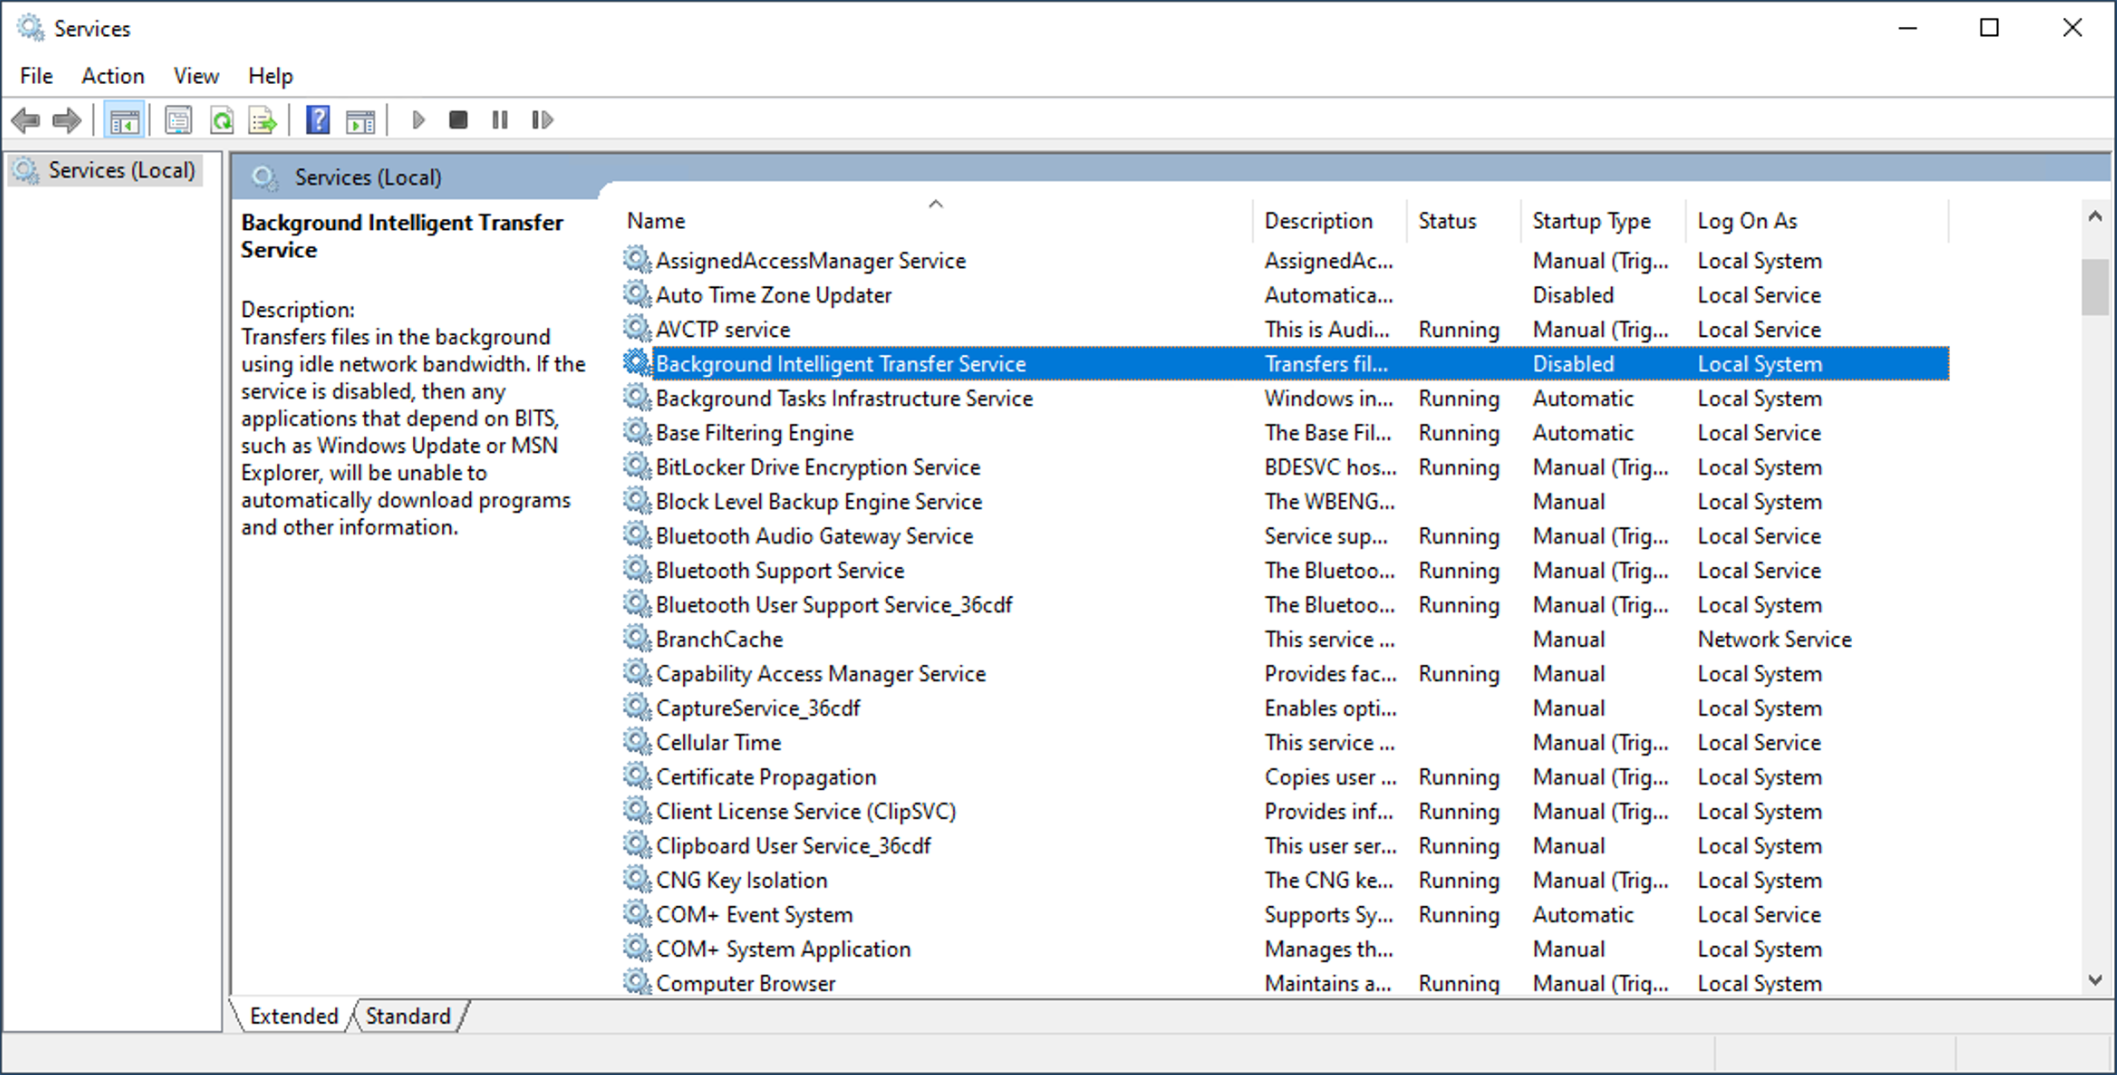 Services
File Action View Help
Services (Local)
Services (Local)
Background Intelligent Transfer
Service
Description:
Transfers files in the background
using idle network bandwidth. If the
service is disabled, then any
applications that depend on BITS,
such as Windows Update or MSN
Explorer, will be unable to
automatically download programs
and other information.
Name Description Status Startup Type Log On As
AssignedAccessManager Service AssignedAc... Manual (Trig... Local System
Auto Time Zone Updater Automatica... Disabled Local Service
AVCTP service This is Audi... Running Manual (Trig... Local Service
Background Intelligent Transfer Service Transfers fil... Disabled Local System
Background Tasks Infrastructure Service Windows in... Running Automatic Local System
Base Filtering Engine The Base Fil... Running Automatic Local Service
BitLocker Drive Encryption Service BDESVC hos... Running Manual (Trig... Local System
Block Level Backup Engine Service The WBENG... Manual Local System
Bluetooth Audio Gateway Service Service sup... Running Manual (Trig... Local Service
Bluetooth Support Service The Bluetoo... Running Manual (Trig... Local Service
Bluetooth User Support Service_36cdf The Bluetoo... Running Manual (Trig... Local System
BranchCache This service ... Manual Network Service
Capability Access Manager Service Provides fac... Running Manual Local System
CaptureService_36cdf Enables opti... Manual Local System
Cellular Time This service ... Manual (Trig... Local Service
Certificate Propagation Copies user ... Running Manual (Trig... Local System
Client License Service (ClipSVC) Provides inf... Running Manual (Trig... Local System
Clipboard User Service_36cdf This user ser... Running Manual Local System
CNG Key Isolation The CNG ke... Running Manual (Trig... Local System
COM+ Event System Supports Sy... Running Automatic Local Service
COM+ System Application Manages th... Manual Local System
Computer Browser Maintains a... Running Manual (Trig... Local System
Extended Standard